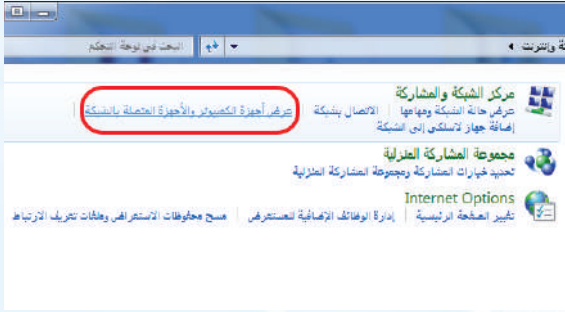 ة وإنترنت
البحث في لوحة التحكم
مركز الشبكة والمشاركة
عرض حالة الشبكة ومهامها | الاتصال بشبكة | عرض أجهزة الكمبيوتر والأجهزة المتصلة بالشبكة
إضافة جهاز لاسلكي إلى الشبكة
مجموعة المشاركة المنزلية
تحديد خيارات المشاركة ومجموعة المشاركة المنزلية
Internet Options
تغيير الصفحة الرئيسية | إدارة الوظائف الإضافية للمستعرض | مسح محفوظات الاستعراض وملفات تعريف الارتباط